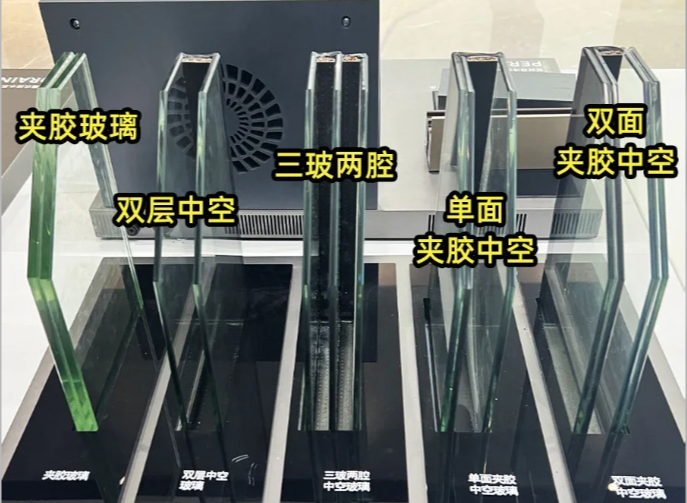 夹胶玻璃
双层中空
三玻两腔
单面
夹胶中空
双面
夹胶中空
夹胶玻璃
双层中空
玻璃
三玻两腔
中空玻璃
单面夹胶
中空玻璃
双面夹胶
中空玻璃